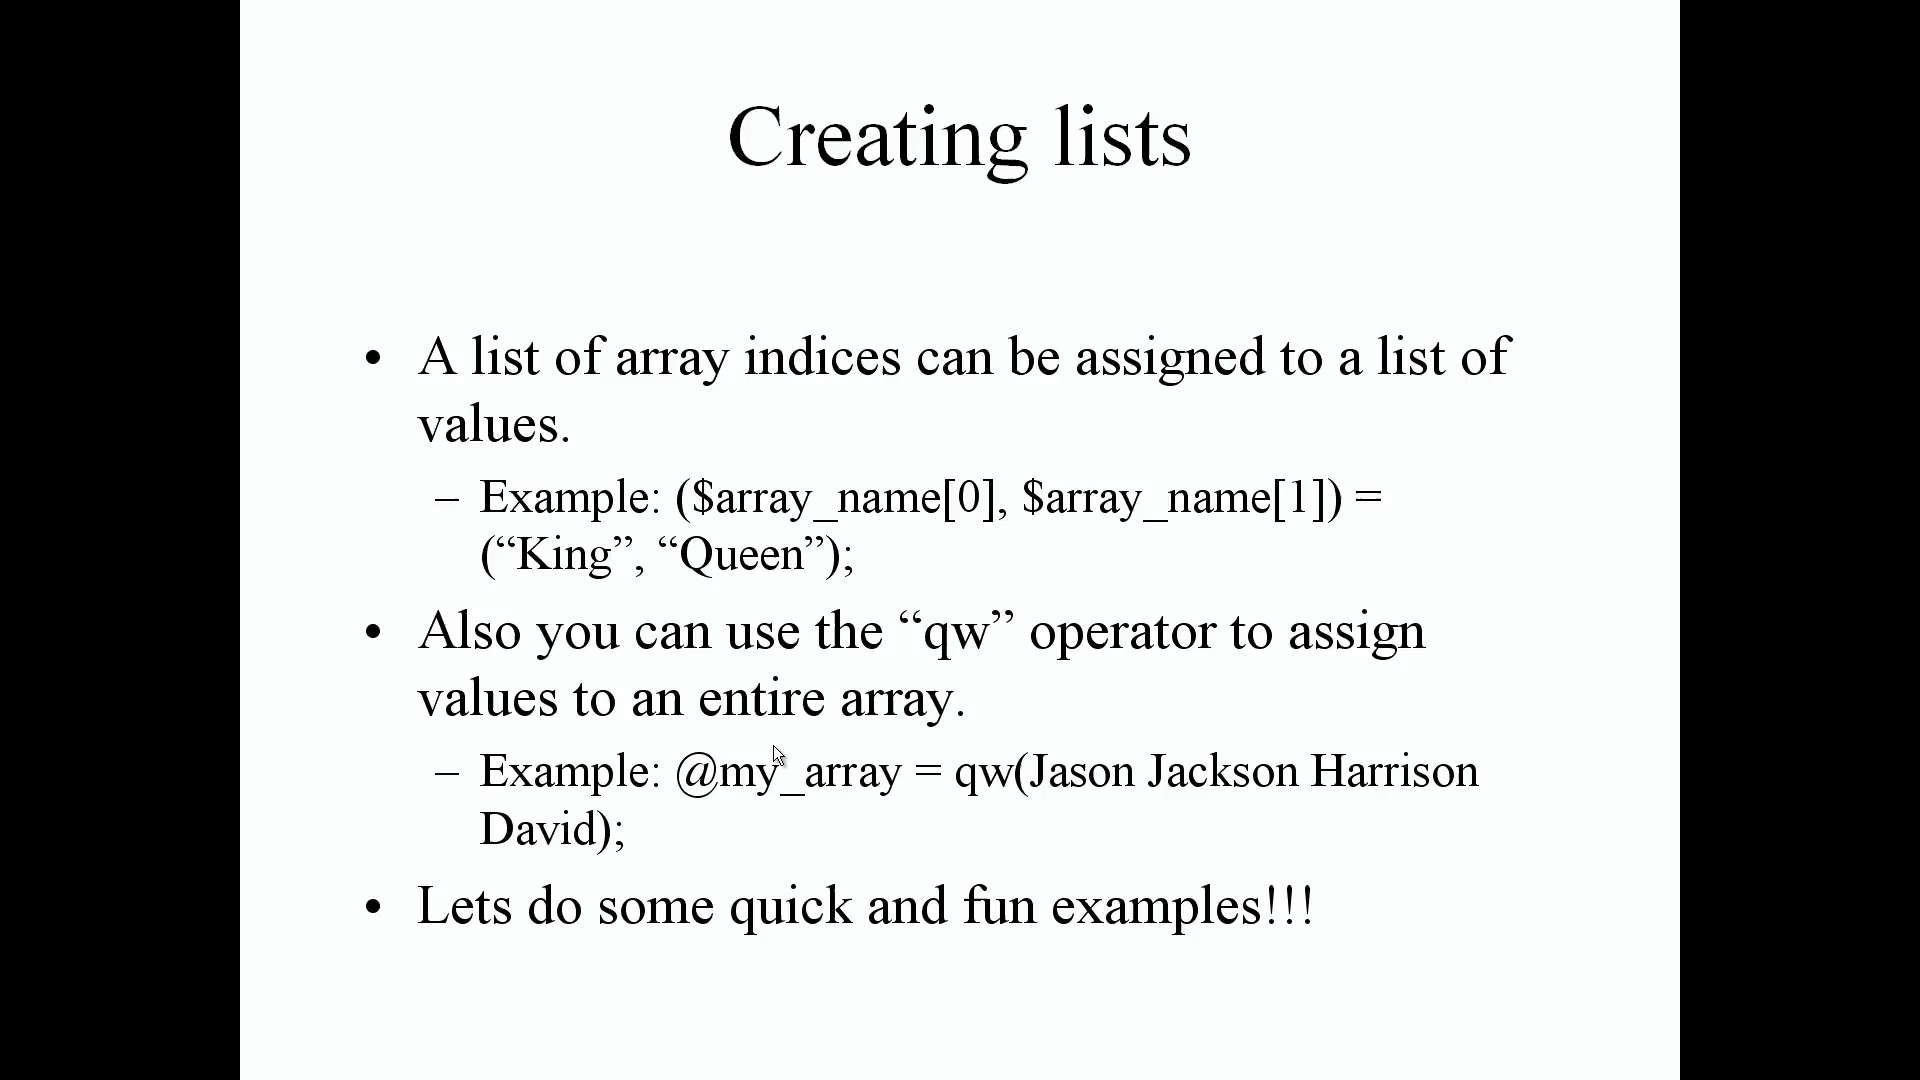 Creating lists
• A list of array indices can be assigned to a list of
values.
– Example: ($array_name[0], $array_name[1]) =
(“King”, “Queen”);
• Also you can use the “qw” operator to assign
values to an entire array.
– Example: @my_array = qw(Jason Jackson Harrison
David);
• Lets do some quick and fun examples!!!